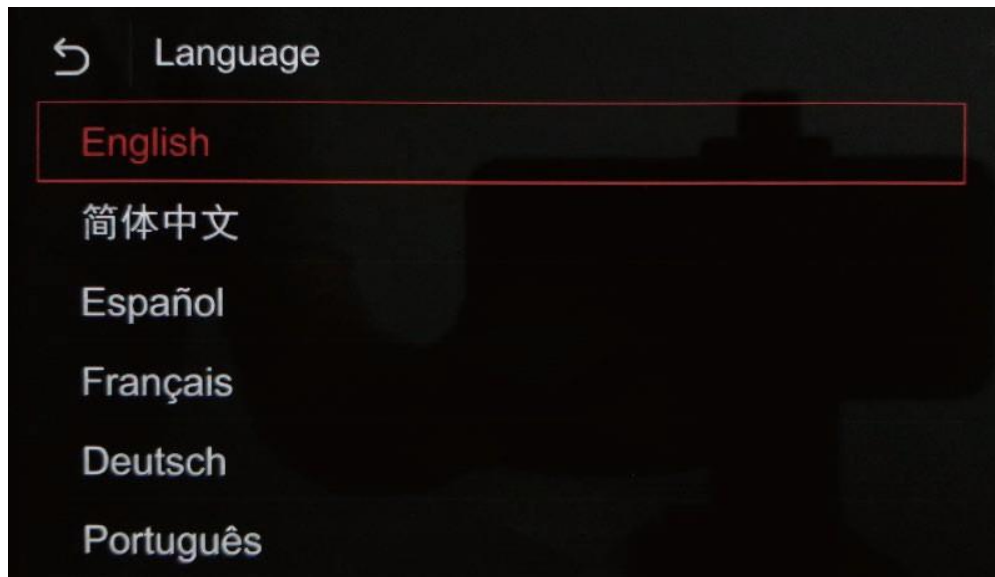 Language
English
简体中文
Español
Français
Deutsch
Português